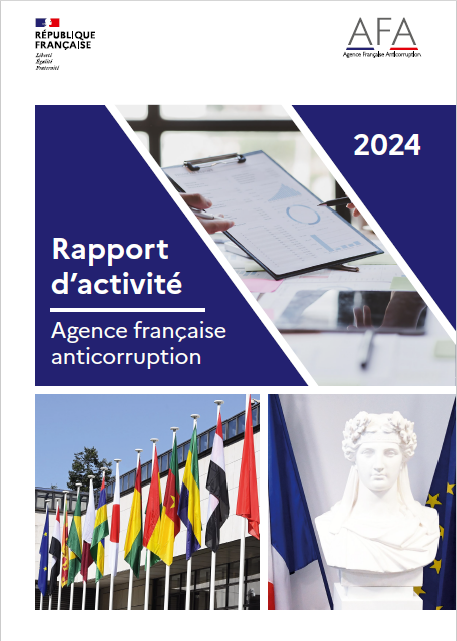 RÉPUBLIQUE
FRANÇAISE
Liberté
Égalité
Fraternité
AFA
Agence Française Anticorruption
2024
Rapport
d'activité
Agence française
anticorruption